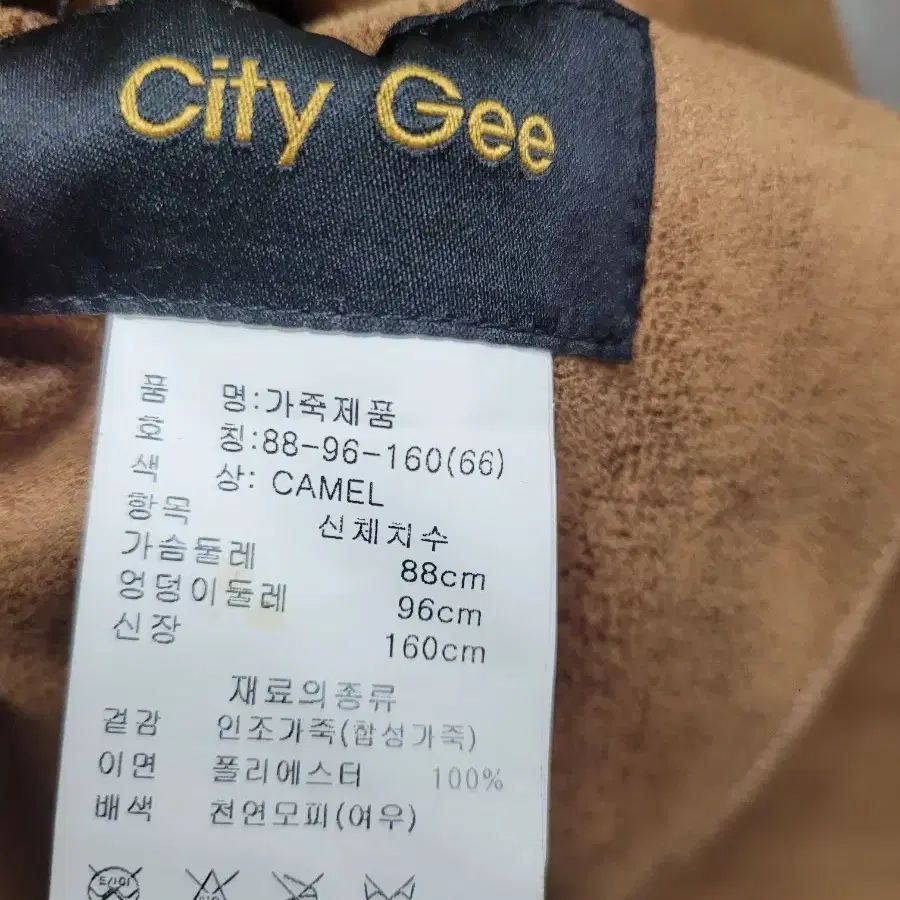 City Gee
품 명:가죽제품
호 칭:88-96-160(66)
색 상: CAMEL
항목 신체치수
가슴둘레 88cm
엉덩이둘레 96cm
신장 160cm
재료의종류
겉감 인조가죽(합성가죽)
이면 폴리에스터 100%
배색 천연모피(여우)